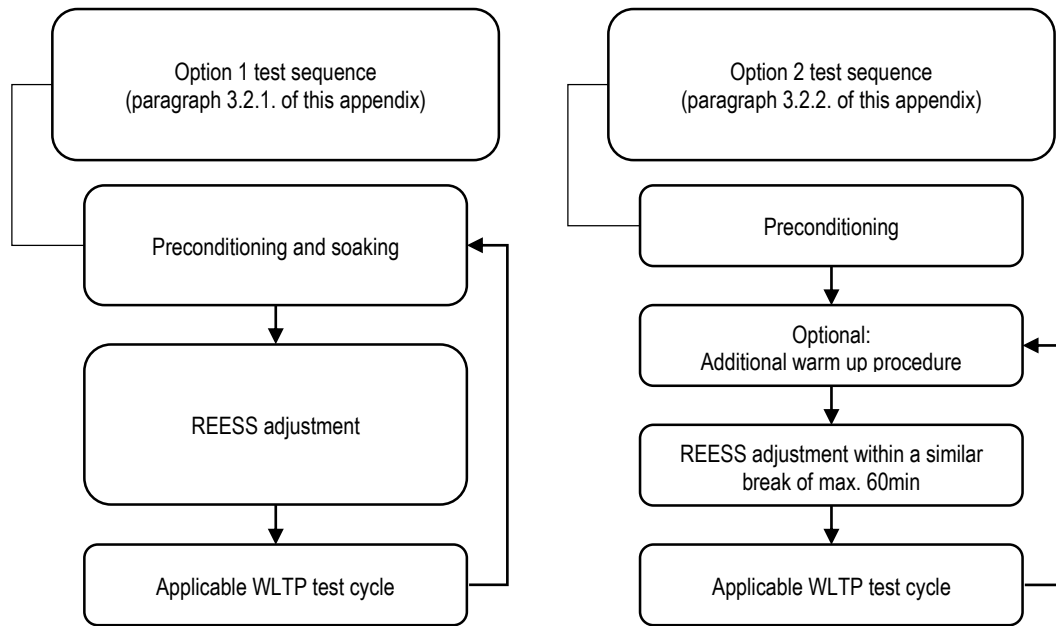 Option 1 test sequence
(paragraph 3.2.1. of this appendix)
Preconditioning and soaking
REESS adjustment
Applicable WLTP test cycle
Option 2 test sequence
(paragraph 3.2.2. of this appendix)
Preconditioning
Optional:
Additional warm up procedure
REESS adjustment within a similar
break of max. 60min
Applicable WLTP test cycle